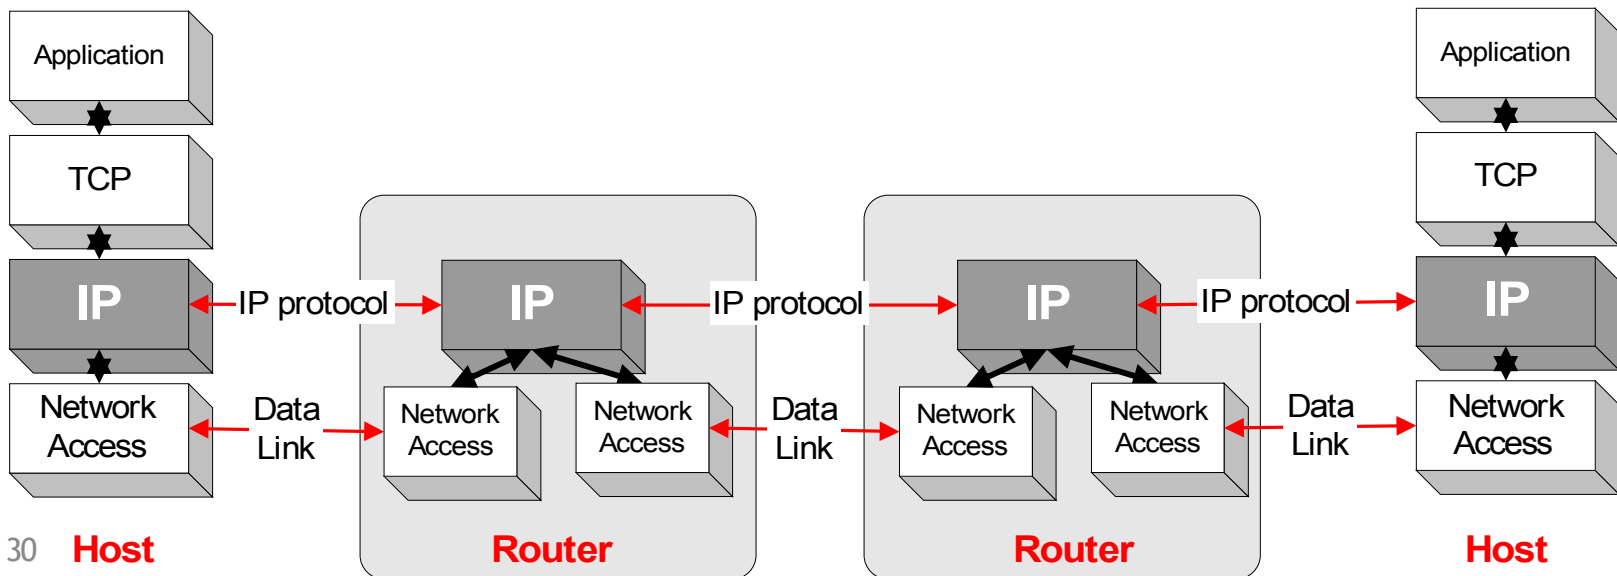 Application
Application
TCP
TCP
IP
IP protocol
IP
IP protocol
IP
IP protocol
IP
Network
Access
Data
Link
Network
Access
Network
Access
Data
Link
Network
Access
Network
Access
Data
Link
Network
Access
30
Host
Router
Router
Host